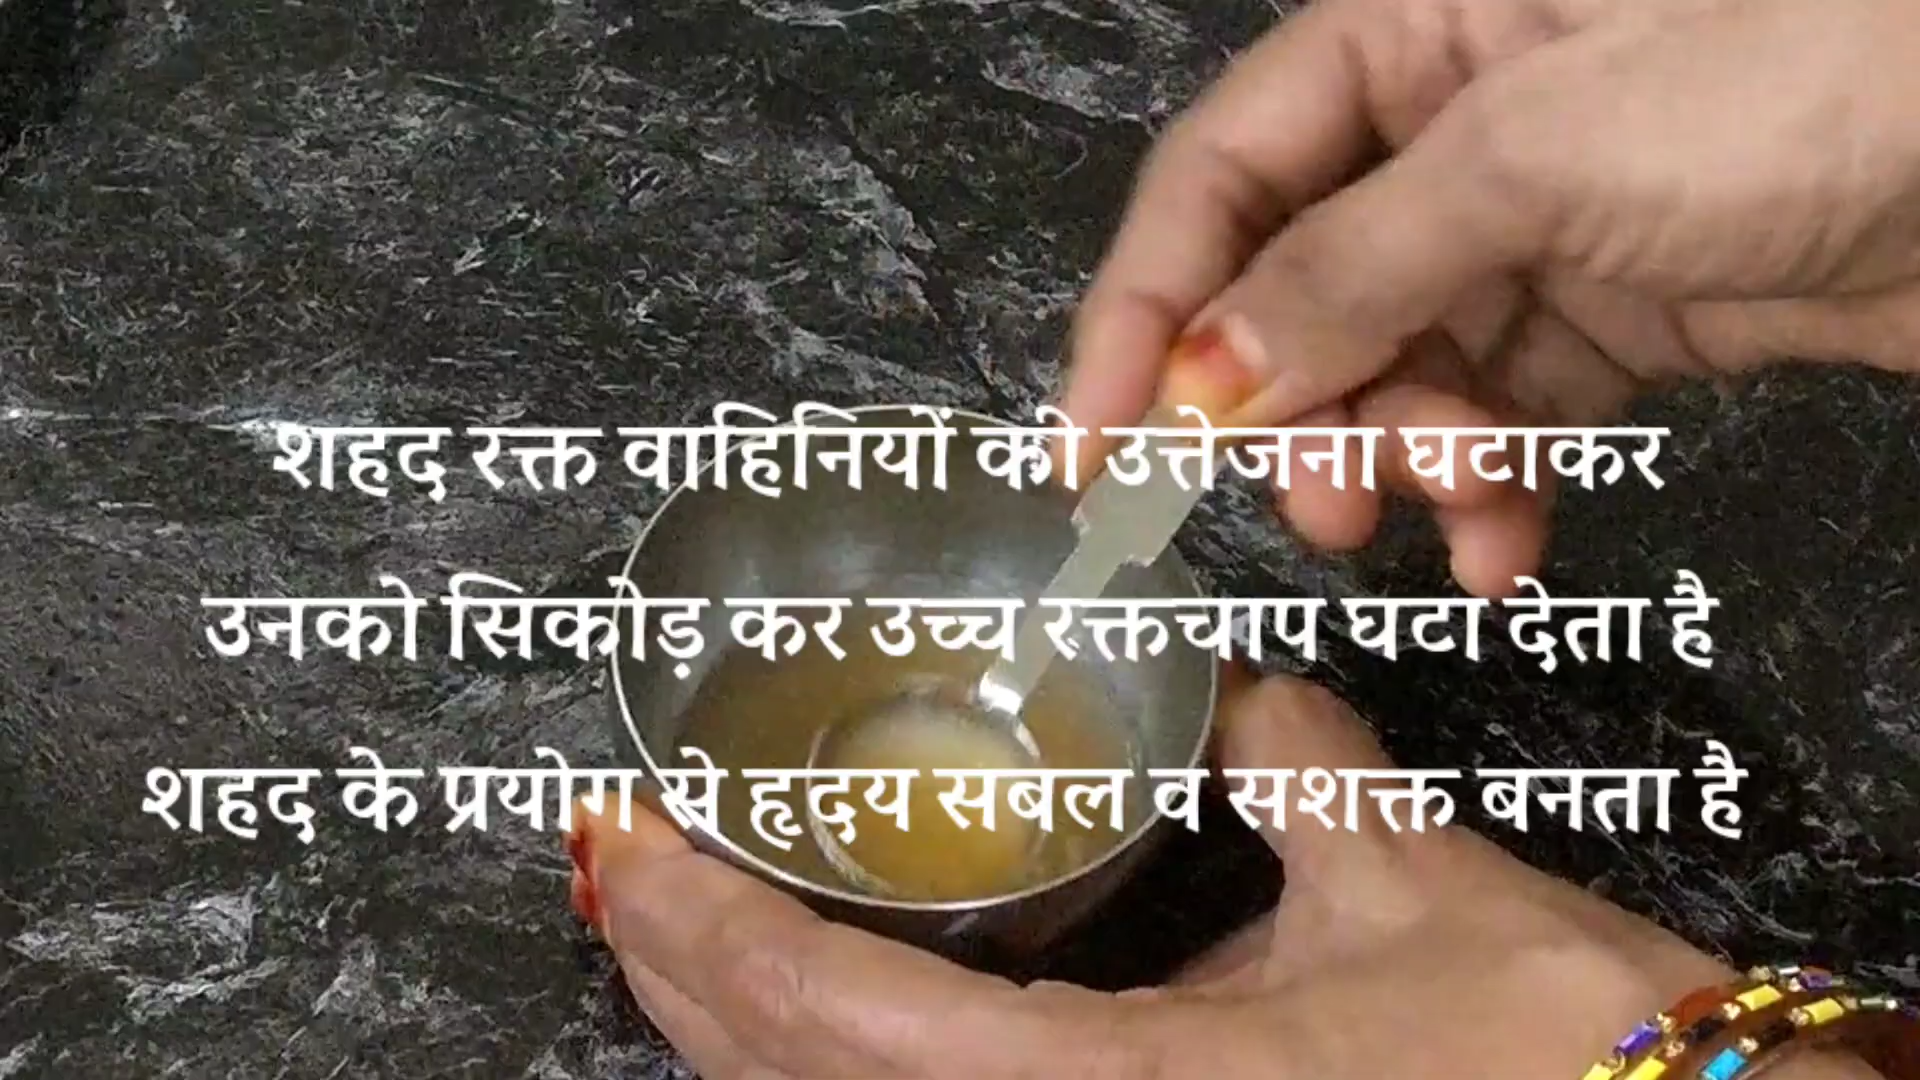 शहद रक्त वाहिनियों की उत्तेजना घटाकर
उनको सिकोड़ कर उच्च रक्तचाप घटा देता है
शहद के प्रयोग से हृदय सबल व सशक्त बनता है